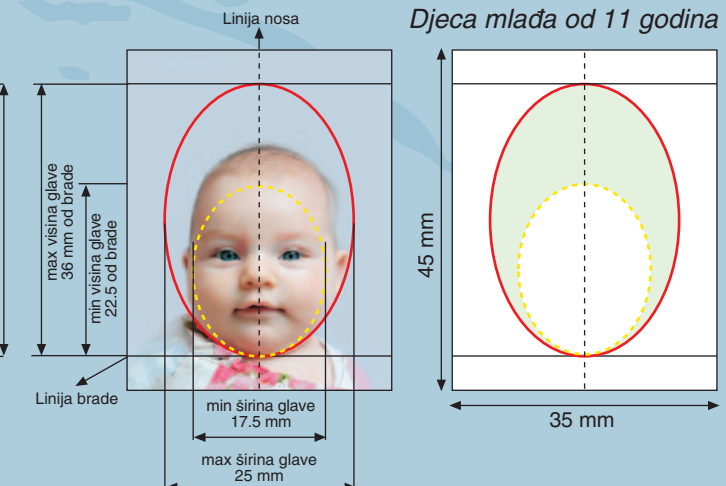 Linija nosa
Djeca mlađa od 11 godina
max visina glave
36 mm od brade
min visina glave
22.5 od brade
45 mm
Linija brade
min širina glave
17.5 mm
max širina glave
25 mm
35 mm